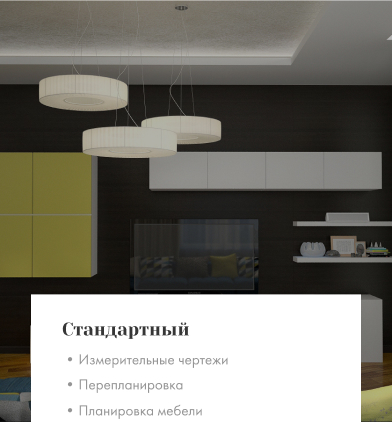 Стандартный
• Измерительные чертежи
• Перепланировка
• Планировка мебели